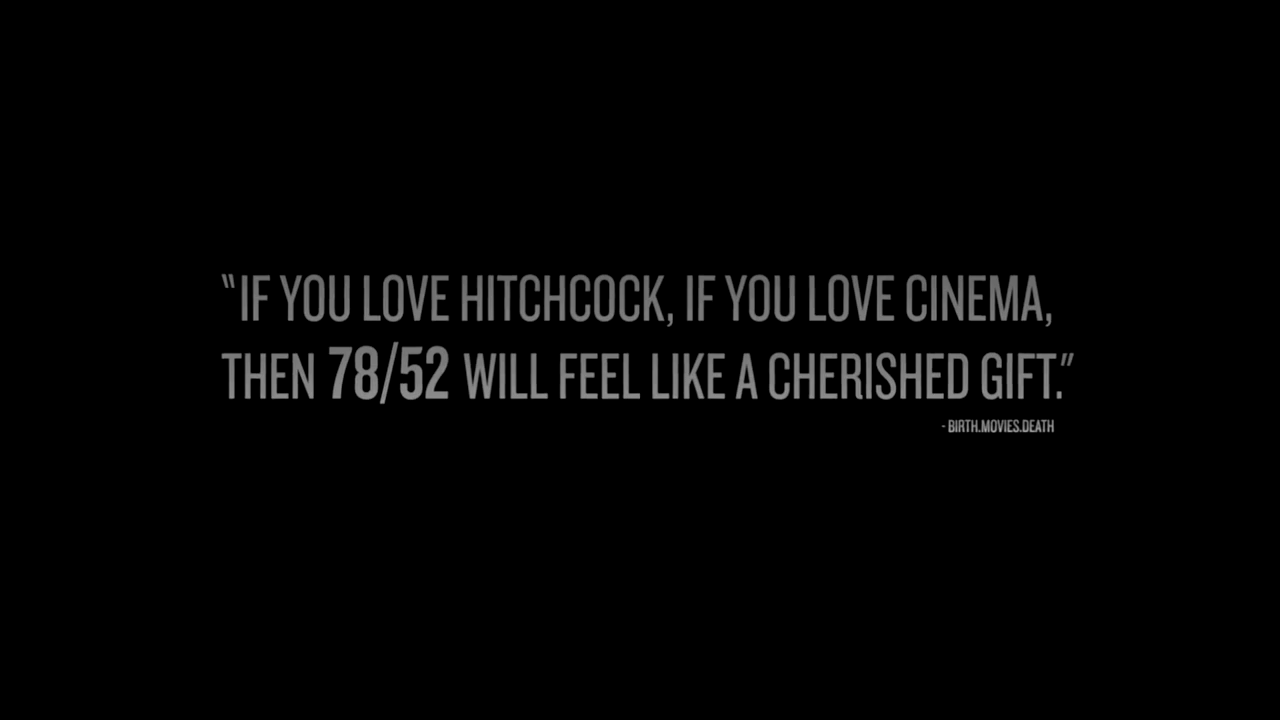 “IF YOU LOVE HITCHCOCK, IF YOU LOVE CINEMA,
THEN 78/52 WILL FEEL LIKE A CHERISHED GIFT.”
- BIRTH.MOVIES.DEATH